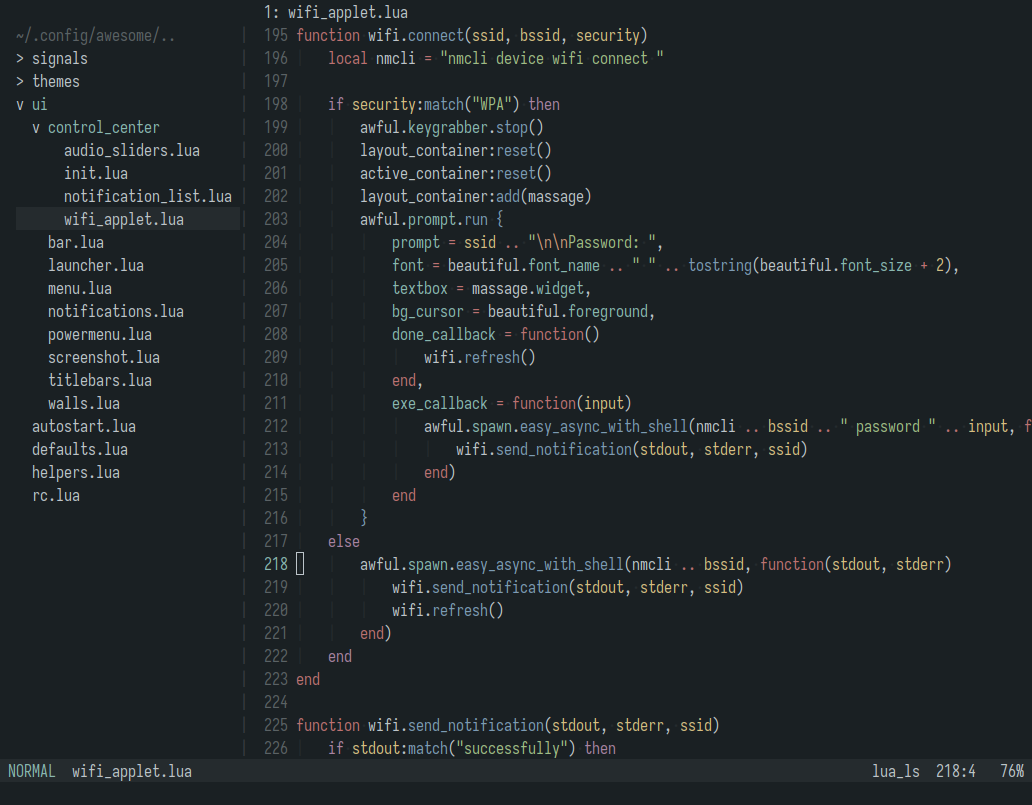 1: wifi_applet.lua
~/.config/awesome/..
> signals
> themes
v ui
v control_center
audio_sliders.lua
init.lua
notification_list.lua
wifi_applet.lua
bar.lua
launcher.lua
menu.lua
notifications.lua
powermenu.lua
screenshot.lua
titlebars.lua
walls.lua
autostart.lua
defaults.lua
helpers.lua
rc.lua
195 function wifi.connect(ssid, bssid, security)
196     local nmcli = "nmcli device wifi connect "
197
198     if security:match("WPA") then
199         awful.keygrabber.stop()
200         layout_container:reset()
201         active_container:reset()
202         layout_container:add(massage)
203         awful.prompt.run {
204             prompt = ssid .. "\n\nPassword: ",
205             font = beautiful.font_name .. " " .. tostring(beautiful.font_size + 2),
206             textbox = massage.widget,
207             bg_cursor = beautiful.foreground,
208             done_callback = function()
209                 wifi.refresh()
210             end,
211             exe_callback = function(input)
212                 awful.spawn.easy_async_with_shell(nmcli .. bssid .. " password " .. input, f
213                     wifi.send_notification(stdout, stderr, ssid)
214                 end)
215             end
216         }
217     else
218         awful.spawn.easy_async_with_shell(nmcli .. bssid, function(stdout, stderr)
219             wifi.send_notification(stdout, stderr, ssid)
220             wifi.refresh()
221         end)
222     end
223 end
224
225 function wifi.send_notification(stdout, stderr, ssid)
226     if stdout:match("successfully") then
NORMAL  wifi_applet.lua  lua_ls  218:4  76%